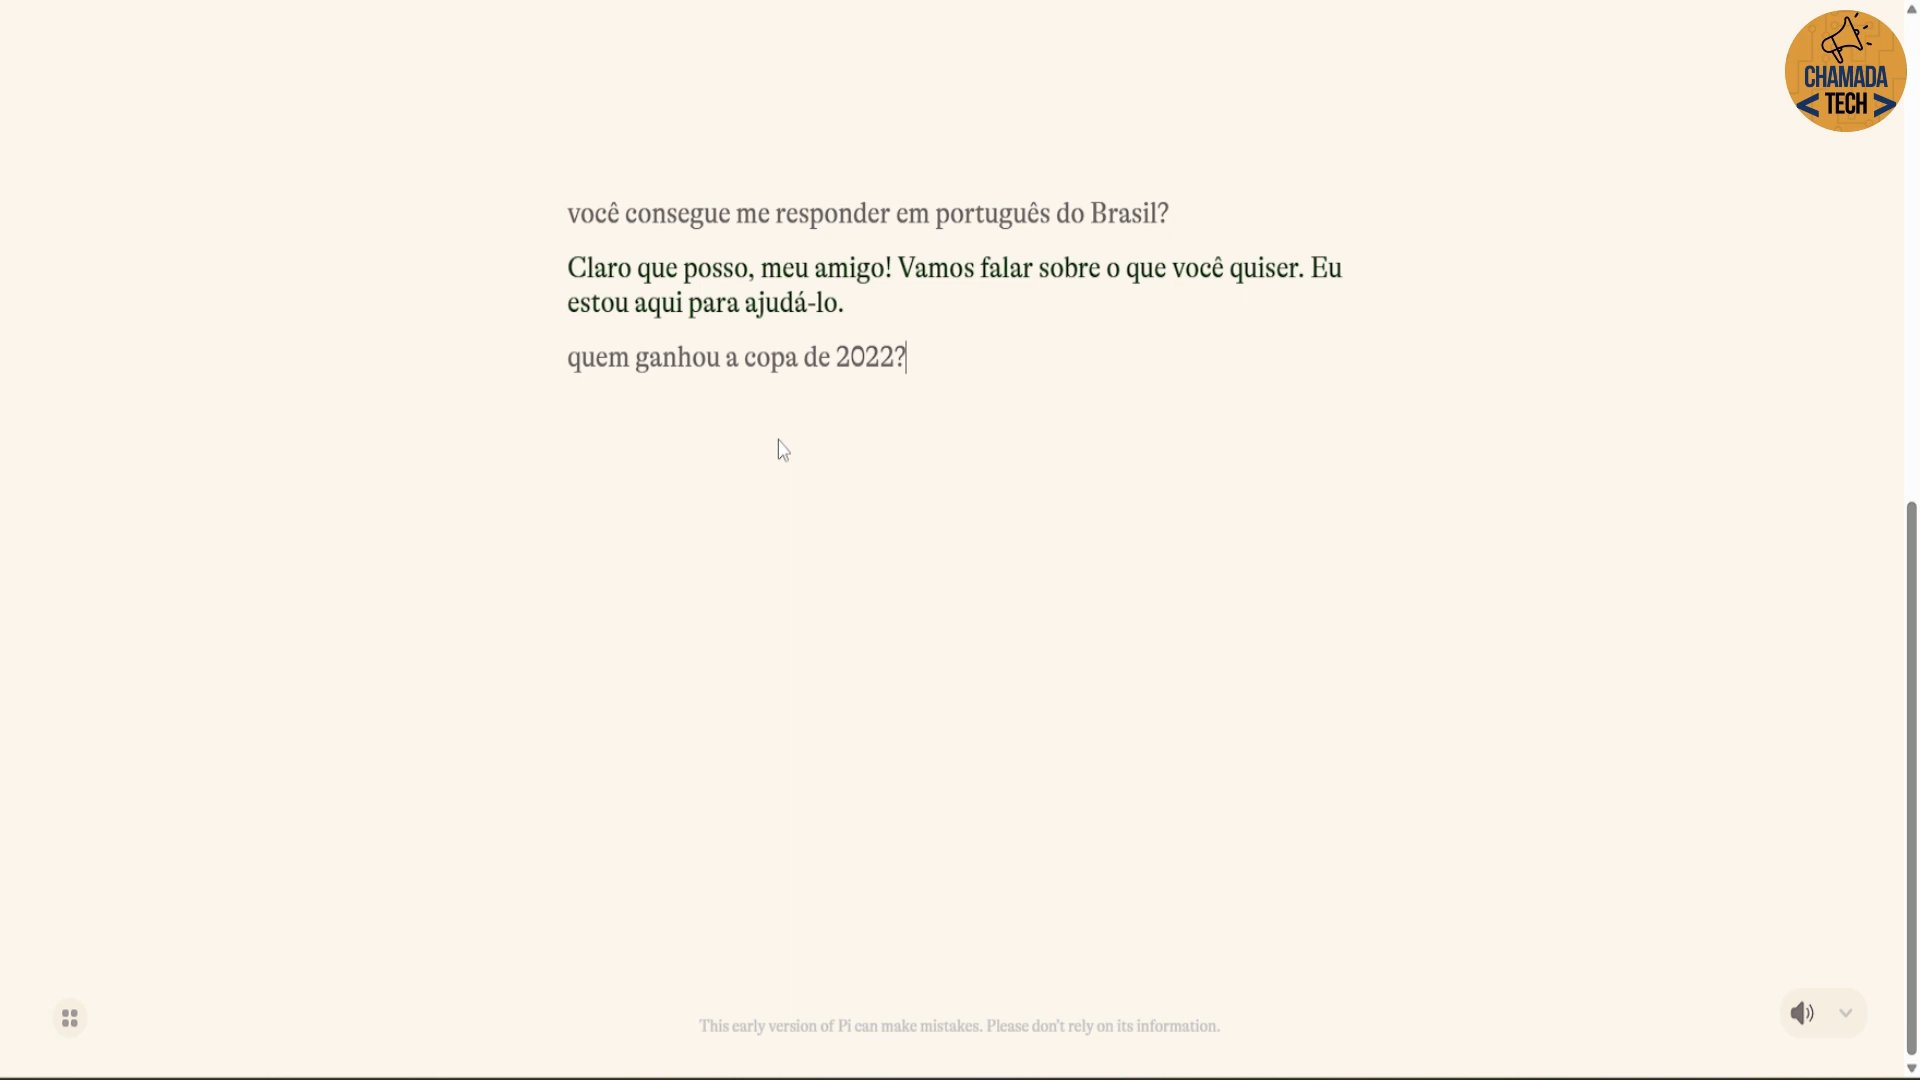 CHAMADA
< TECH >
você consegue me responder em português do Brasil?
Claro que posso, meu amigo! Vamos falar sobre o que você quiser. Eu
estou aqui para ajudá-lo.
quem ganhou a copa de 2022?
This early version of Pi can make mistakes. Please don't rely on its information.